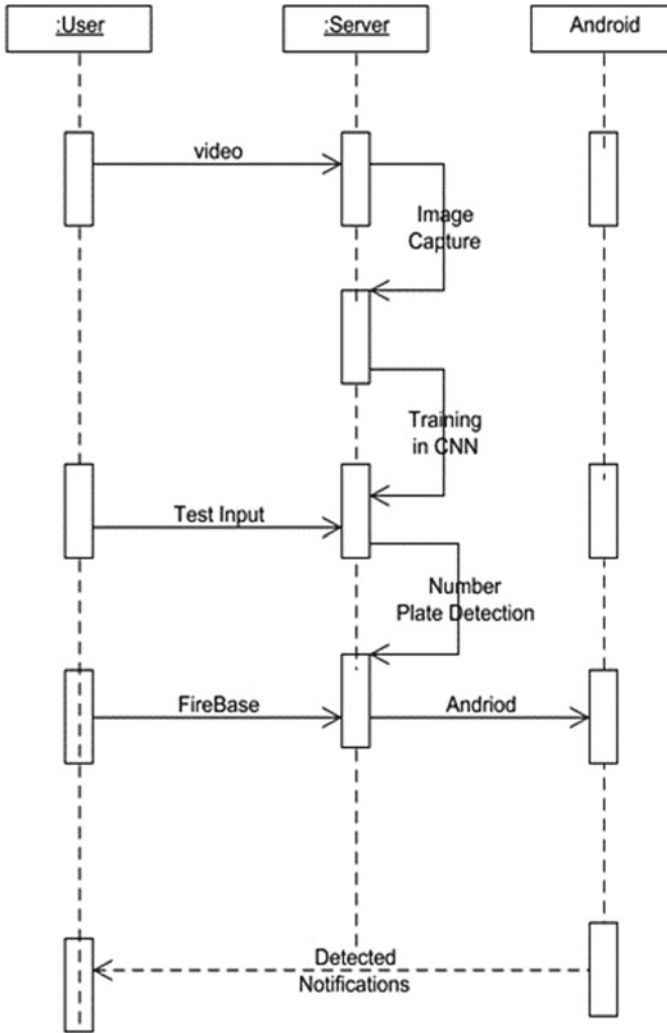 :User
:Server
Android
video
Image
Capture
Training
in CNN
Test Input
Number
Plate Detection
FireBase
Andriod
Detected
Notifications